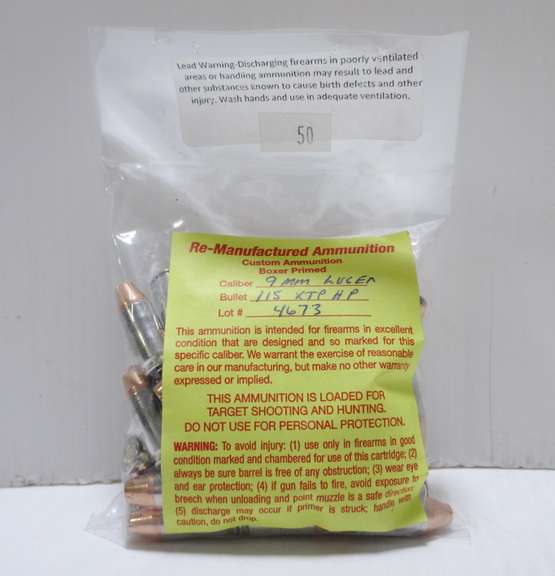 Lead Warning-Discharging firearms in poorly ventilated
areas or handling ammunition may result to lead and
other substances known to cause birth defects and other
injury. Wash hands and use in adequate ventilation.
50
Re-Manufactured Ammunition
Custom Ammunition
Boxer Primed
Caliber 9 mm LUGER
Bullet 115 XTP HP
Lot # 4673
This ammunition is intended for firearms in excellent
condition that are designed and so marked for this
specific caliber. We warrant the exercise of reasonable
care in our manufacturing, but make no other warranty
expressed or implied.
THIS AMMUNITION IS LOADED FOR
TARGET SHOOTING AND HUNTING.
DO NOT USE FOR PERSONAL PROTECTION.
WARNING: To avoid injury: (1) use only in firearms in good
condition marked and chambered for use of this cartridge; (2)
always be sure barrel is free of any obstruction; (3) wear eye
and ear protection; (4) if gun fails to fire, avoid exposure to
breech when unloading and point muzzle is a safe direction;
(5) discharge may occur if primer is struck; handle with
caution, do not drop.